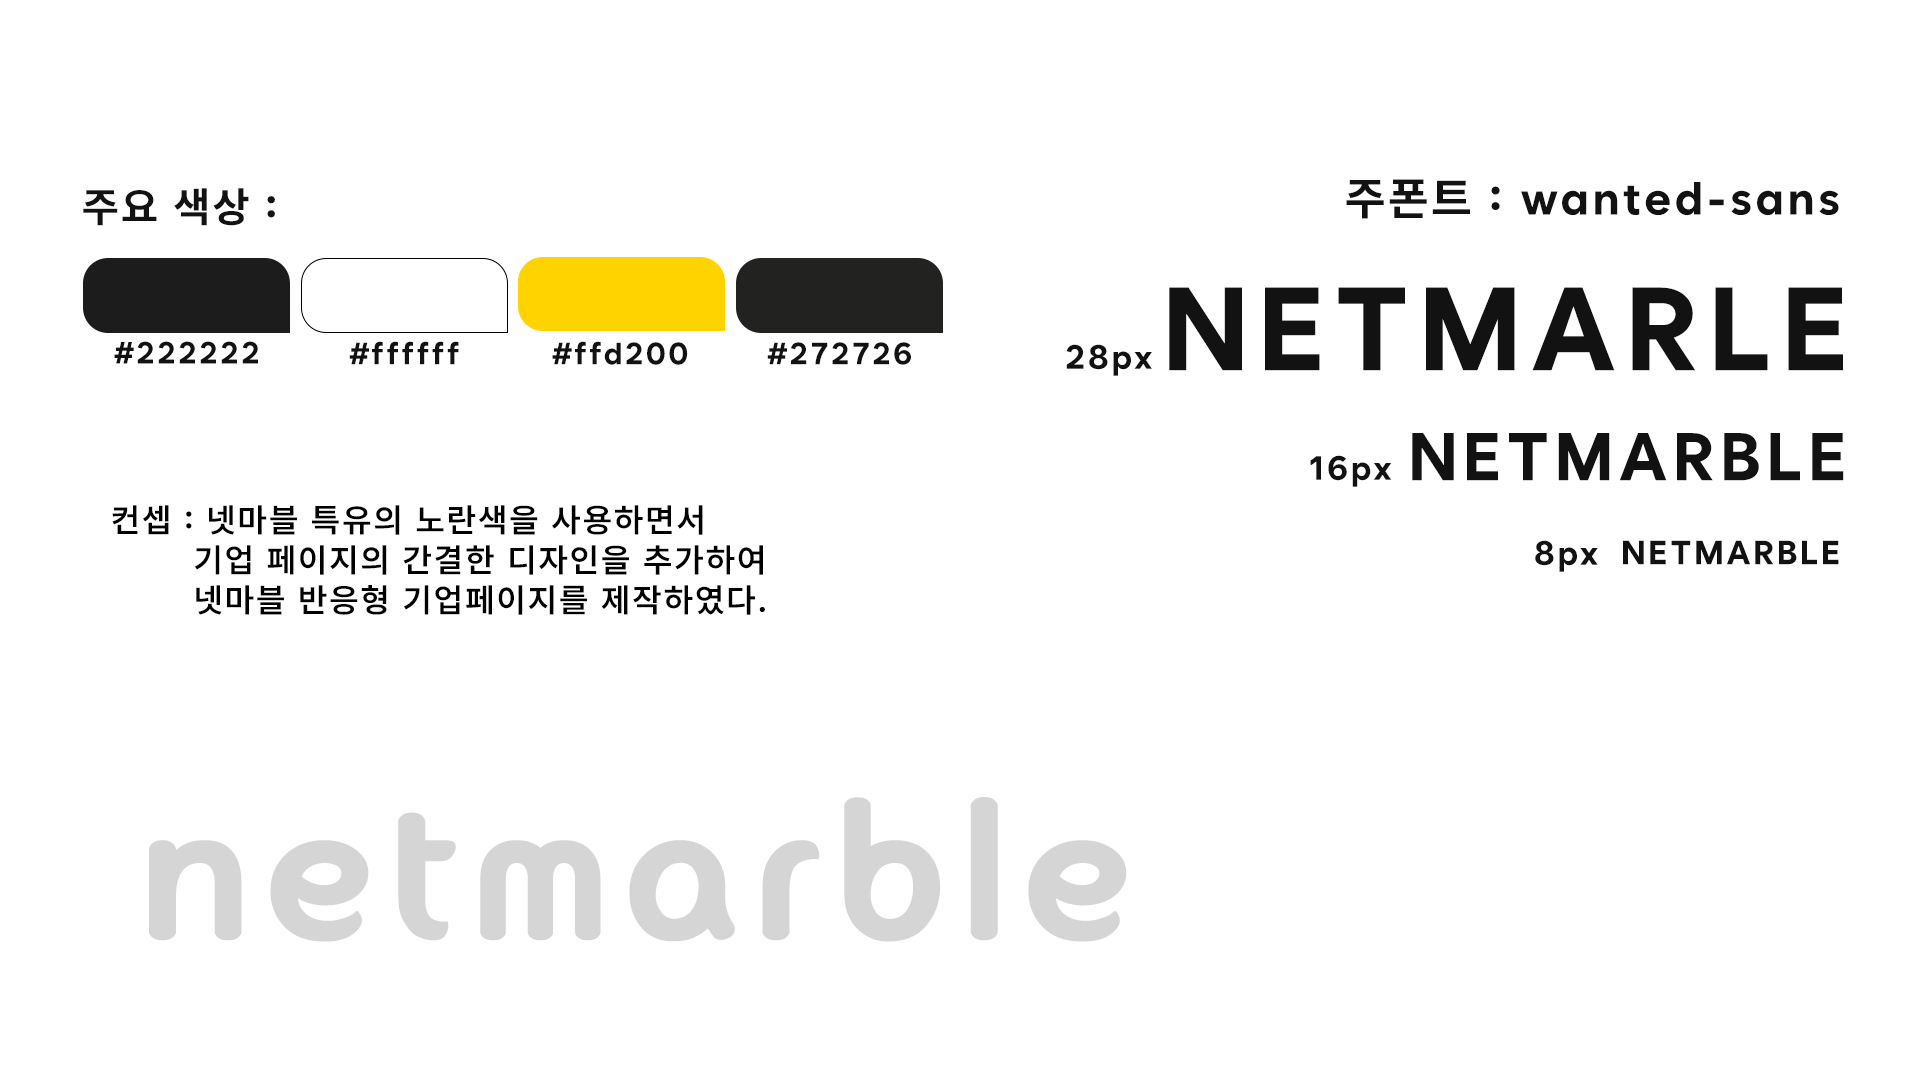 주요 색상 :
#222222
#ffffff
#ffd200
#272726
컨셉 : 넷마블 특유의 노란색을 사용하면서
기업 페이지의 간결한 디자인을 추가하여
넷마블 반응형 기업페이지를 제작하였다.
주폰트 : wanted-sans
28px NETMARLE
16px NETMARBLE
8px NETMARBLE
netmarble